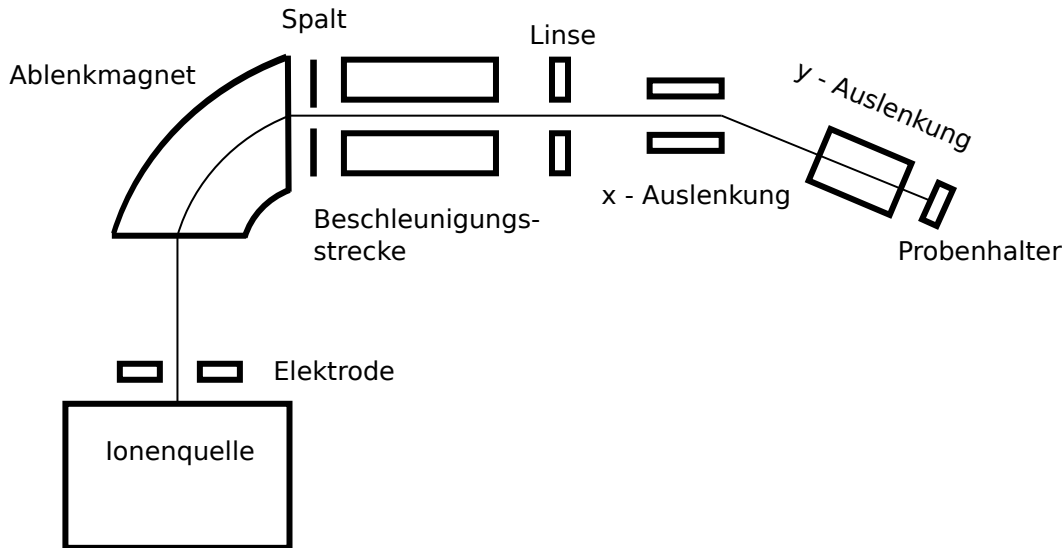 Spalt
Linse
Ablenkmagnet
y - Auslenkung
x - Auslenkung
Beschleunigungs-
strecke
Probenhalter
Elektrode
Ionenquelle